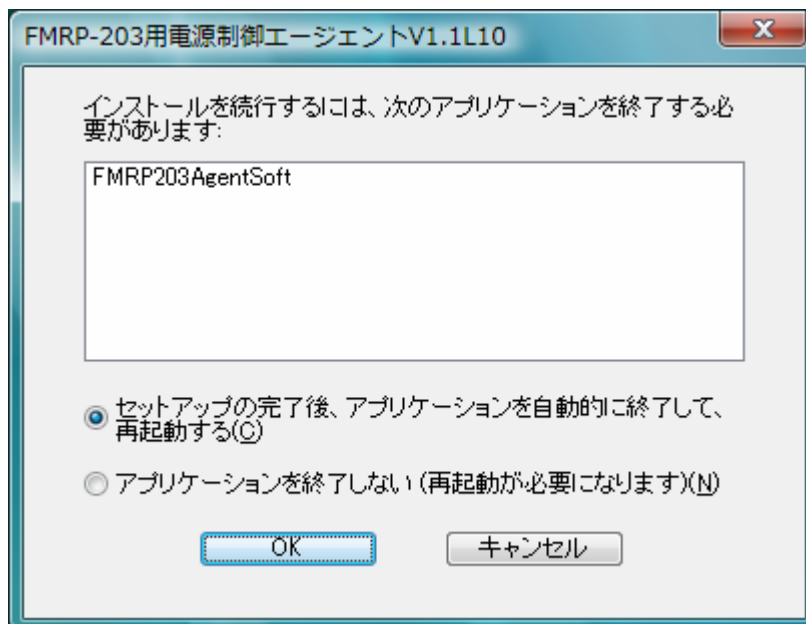 FMRP-203用電源制御エージェントV1.1L10
インストールを続行するには、次のアプリケーションを終了する必
要があります:
FMRP203AgentSoft
セットアップの完了後、アプリケーションを自動的に終了して、
再起動する(C)
アプリケーションを終了しない (再起動が必要になります)(N)
OK
キャンセル